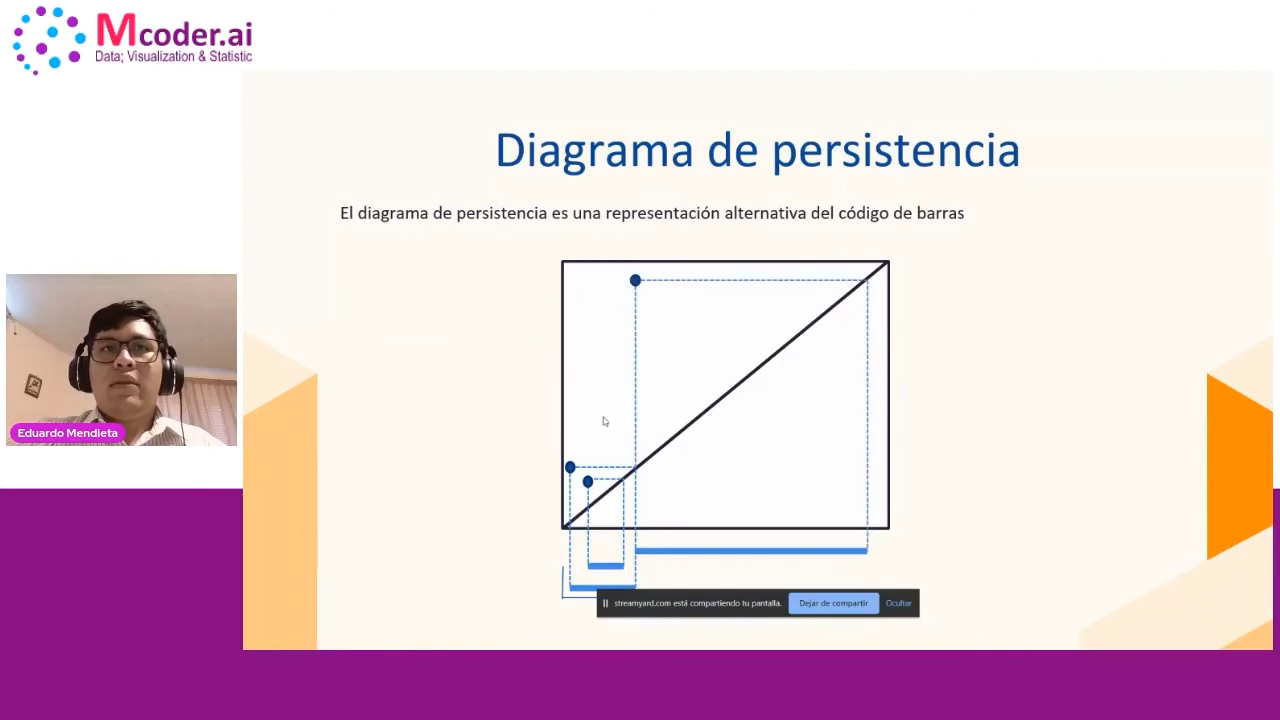 Mcoder.ai
Data; Visualization & Statistic
Diagrama de persistencia
El diagrama de persistencia es una representación alternativa del código de barras
Eduardo Mendieta
streamyard.com está compartiendo tu pantalla.
Dejar de compartir
Ocultar